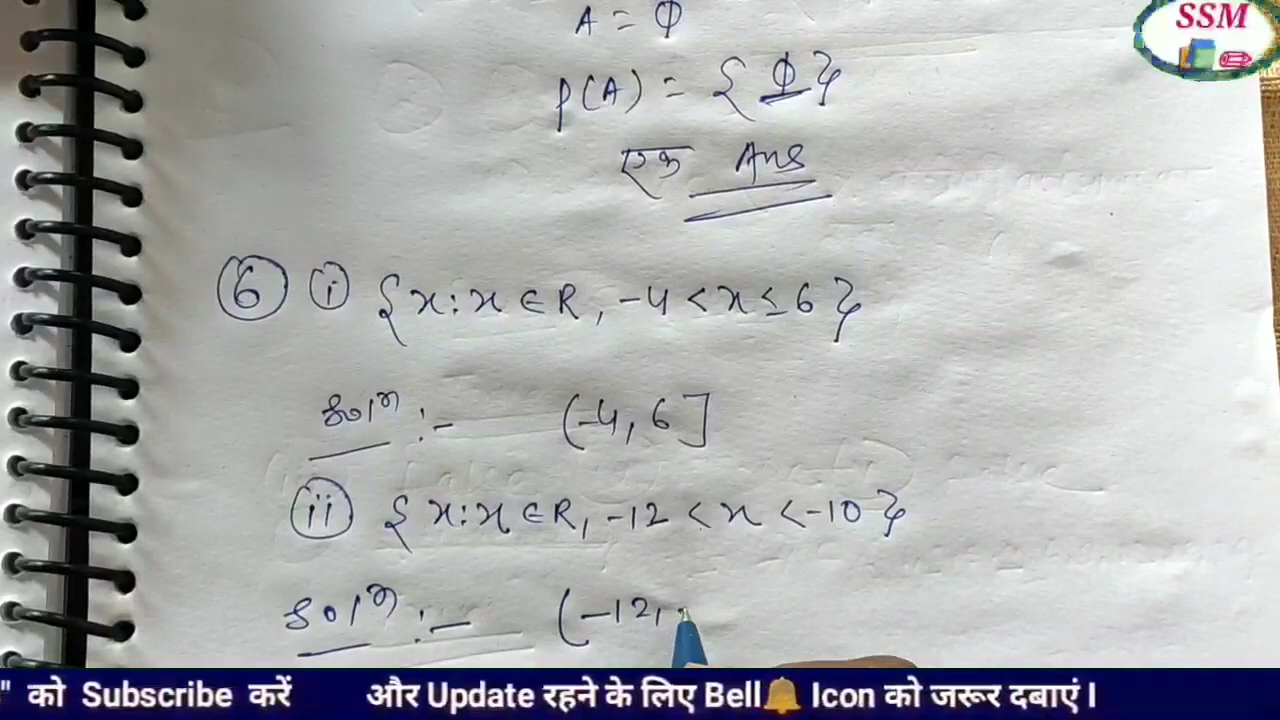 A = Φ
SSM
P(A) = { Φ }
एक Ans
6 i { x : x ∈ R, -4 < x ≤ 6 }
Solⁿ :- (-4, 6]
ii { x : x ∈ R, -12 < x < -10 }
Solⁿ :- (-12,
" को Subscribe करें और Update रहने के लिए Bell🔔 Icon को जरूर दबाएं ।